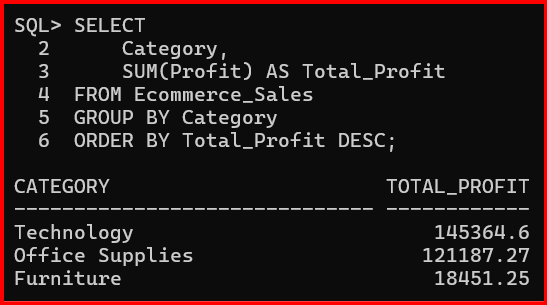 SQL> SELECT
  2      Category,
  3      SUM(Profit) AS Total_Profit
  4  FROM Ecommerce_Sales
  5  GROUP BY Category
  6  ORDER BY Total_Profit DESC;

CATEGORY                       TOTAL_PROFIT
------------------------------ ------------
Technology                         145364.6
Office Supplies                   121187.27
Furniture                          18451.25